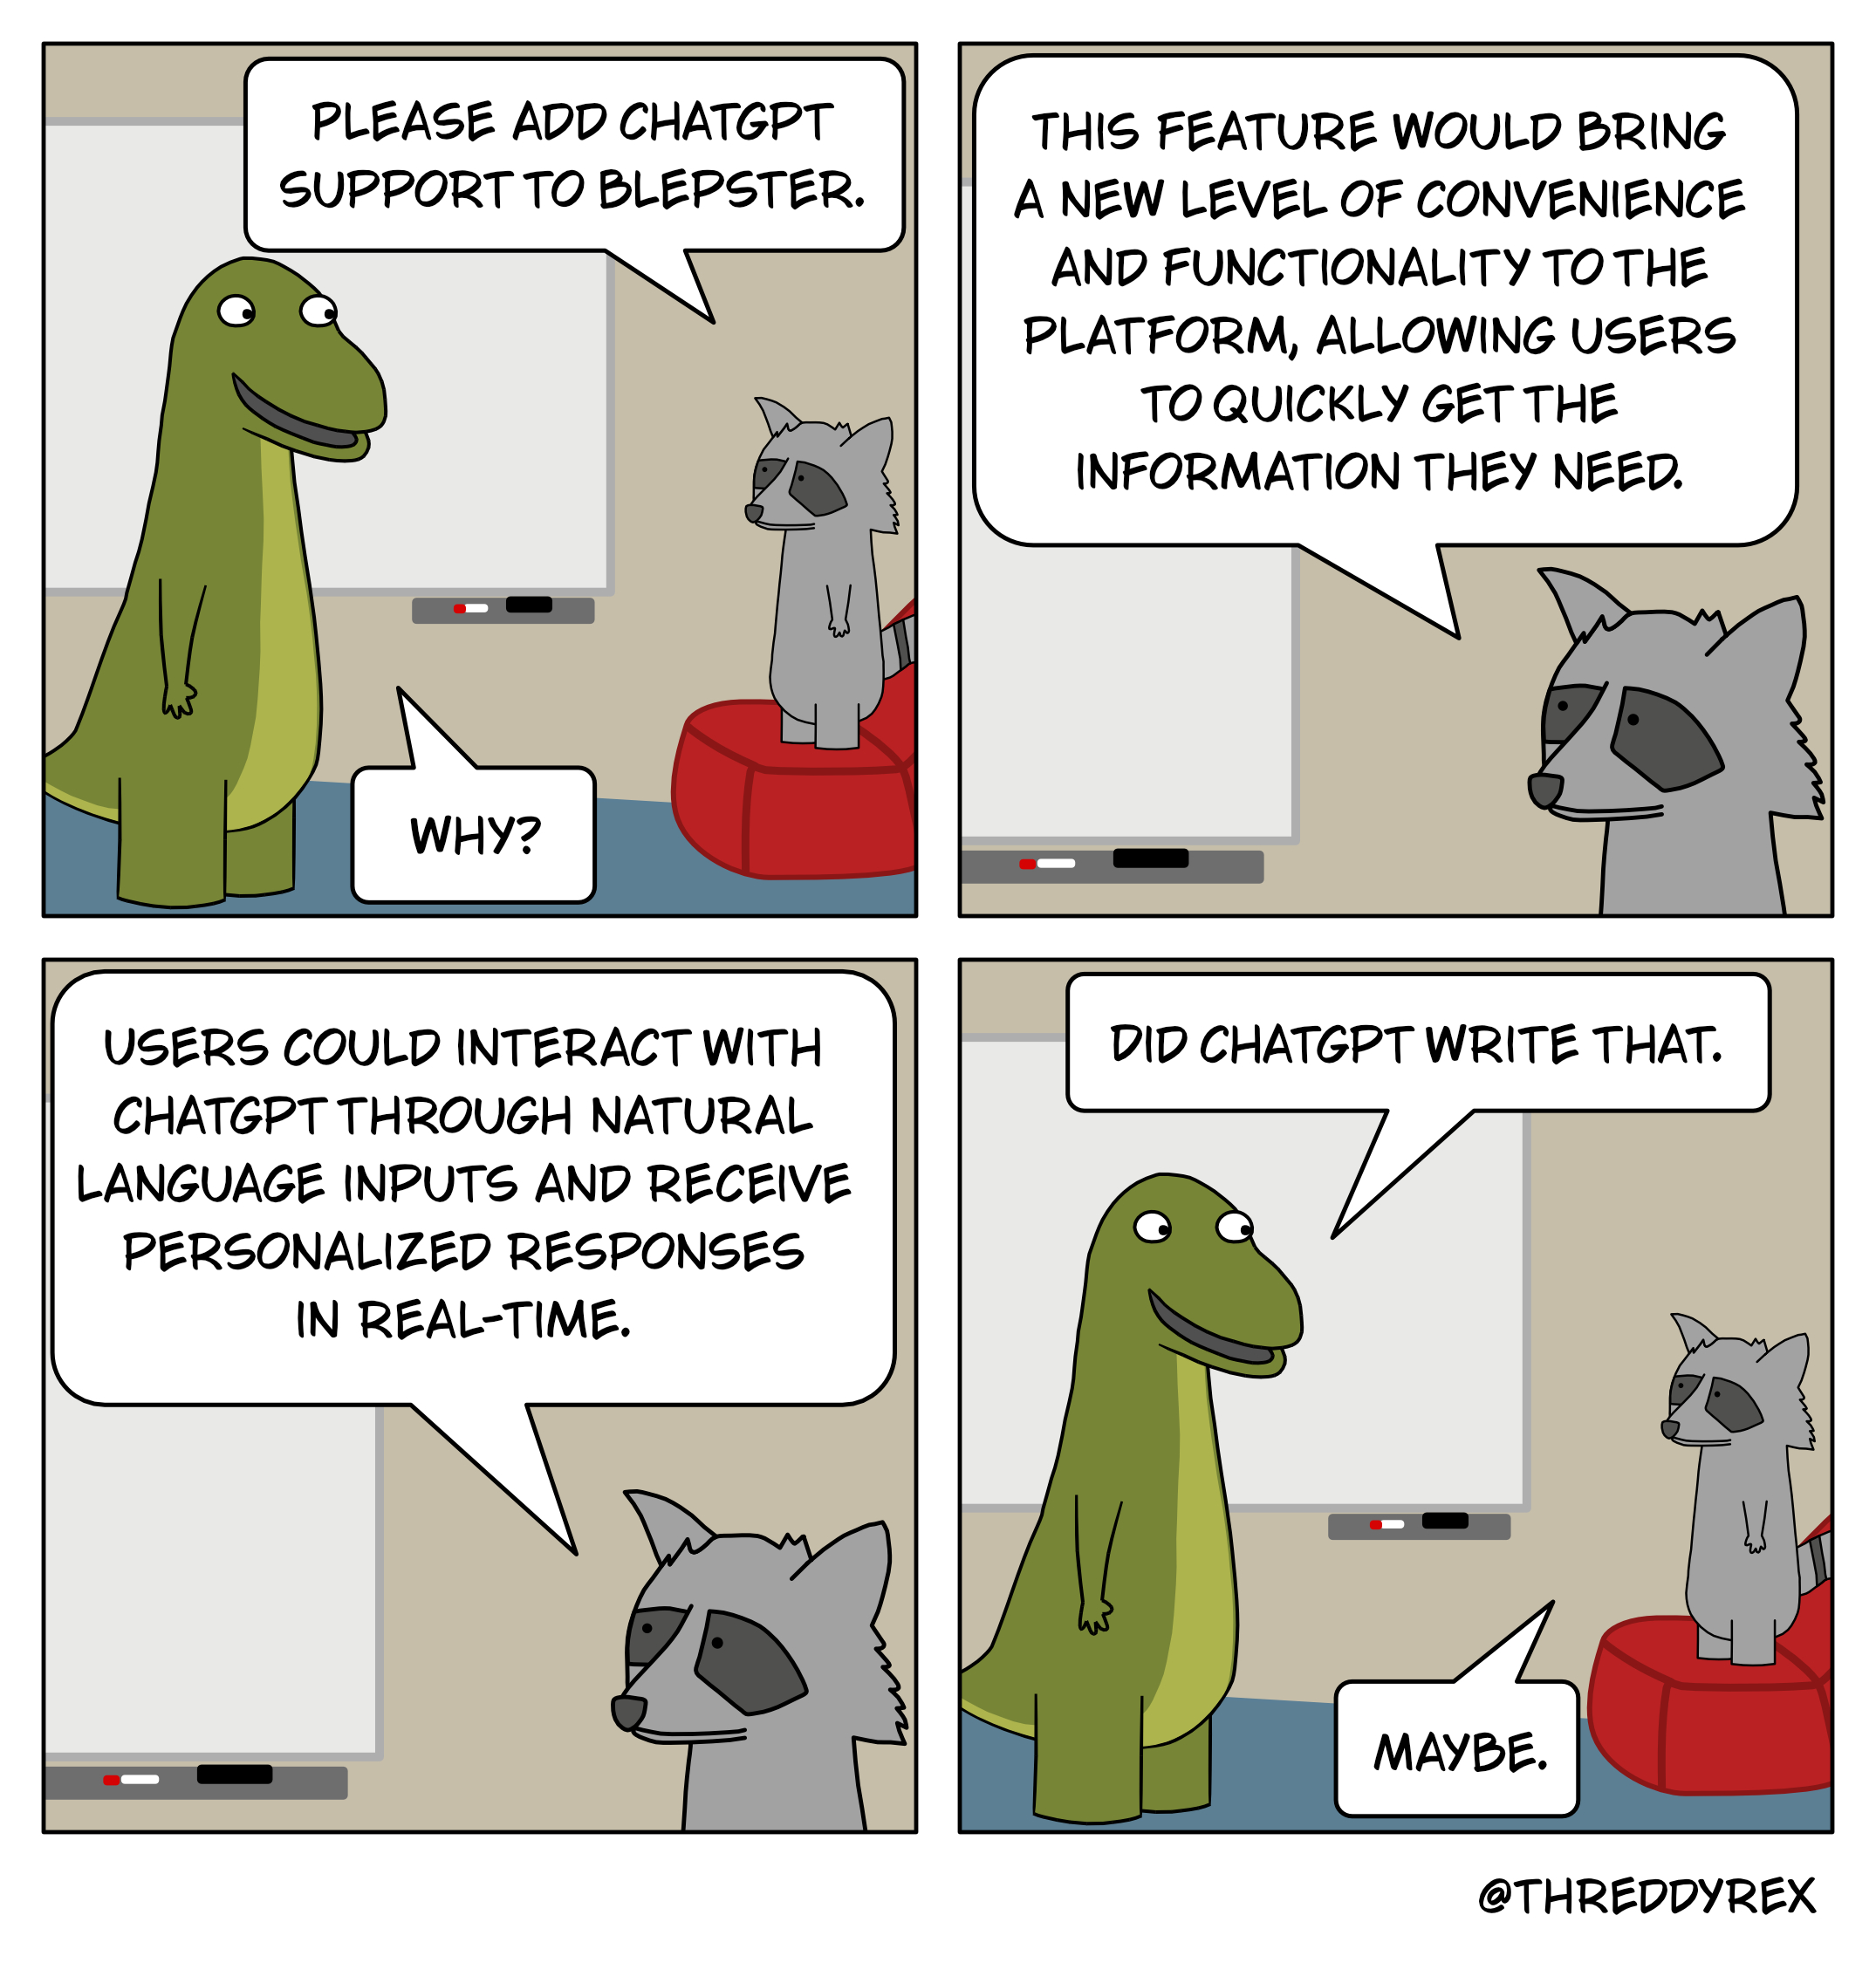 PLEASE ADD CHATGPT
SUPPORT TO BLEPSTER.
WHY?
THIS FEATURE WOULD BRING
A NEW LEVEL OF CONVENIENCE
AND FUNCTIONALITY TO THE
PLATFORM, ALLOWING USERS
TO QUICKLY GET THE
INFORMATION THEY NEED.
USERS COULD INTERACT WITH
CHATGPT THROUGH NATURAL
LANGUAGE INPUTS AND RECEIVE
PERSONALIZED RESPONSES
IN REAL-TIME.
DID CHATGPT WRITE THAT.
MAYBE.
@THREDDYREX